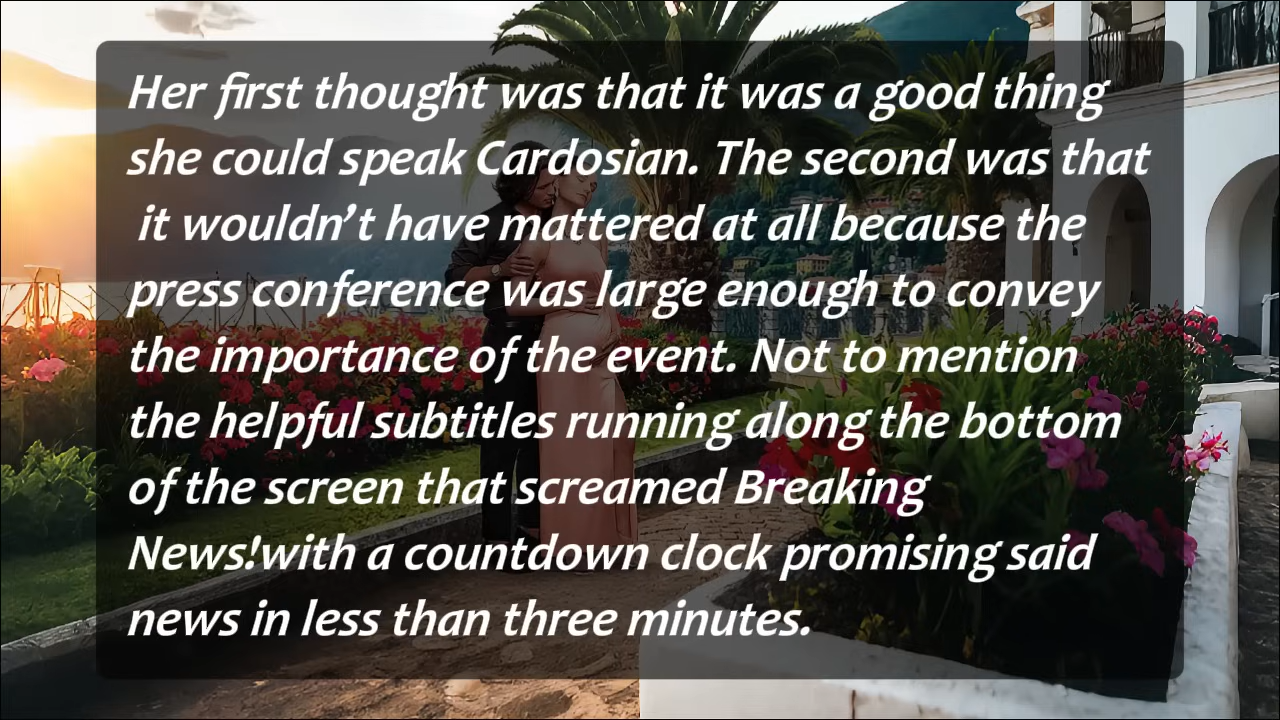 Her first thought was that it was a good thing
she could speak Cardosian. The second was that
it wouldn’t have mattered at all because the
press conference was large enough to convey
the importance of the event. Not to mention
the helpful subtitles running along the bottom
of the screen that screamed Breaking
News!with a countdown clock promising said
news in less than three minutes.